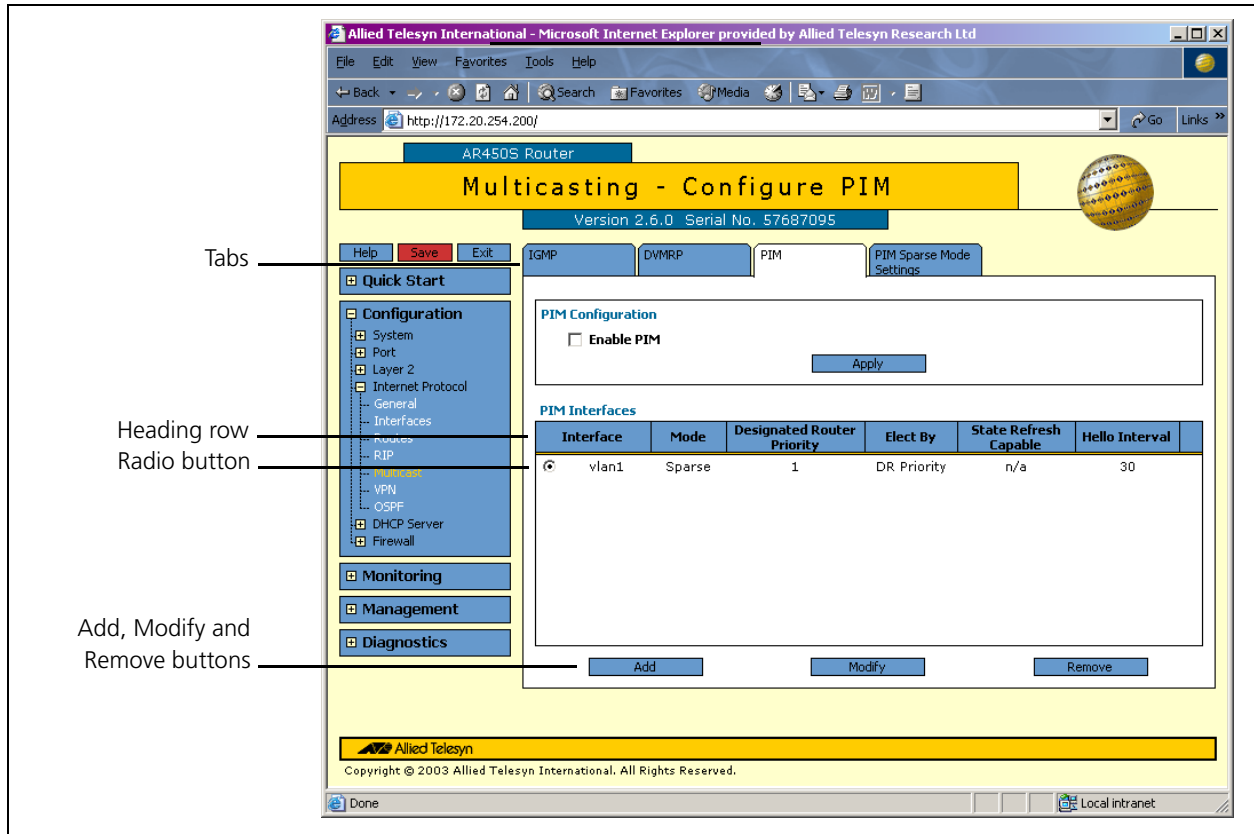 Allied Telesyn International - Microsoft Internet Explorer provided by Allied Telesyn Research Ltd
File Edit View Favorites Tools Help
Back Search Favorites Media
Address http://172.20.254.200/ Go Links »
AR450S Router
Multicasting - Configure PIM
Version 2.6.0 Serial No. 57687095
Tabs
Help Save Exit
IGMP DVMRP PIM PIM Sparse Mode Settings
Quick Start
Configuration
System
Port
Layer 2
Internet Protocol
General
Interfaces
Routes
RIP
Multicast
VPN
OSPF
DHCP Server
Firewall
Monitoring
Management
Diagnostics
PIM Configuration
Enable PIM
Apply
PIM Interfaces
Heading row
Interface Mode Designated Router Priority Elect By State Refresh Capable Hello Interval
Radio button
vlan1 Sparse 1 DR Priority n/a 30
Add, Modify and
Remove buttons
Add Modify Remove
Allied Telesyn
Copyright © 2003 Allied Telesyn International. All Rights Reserved.
Done Local intranet